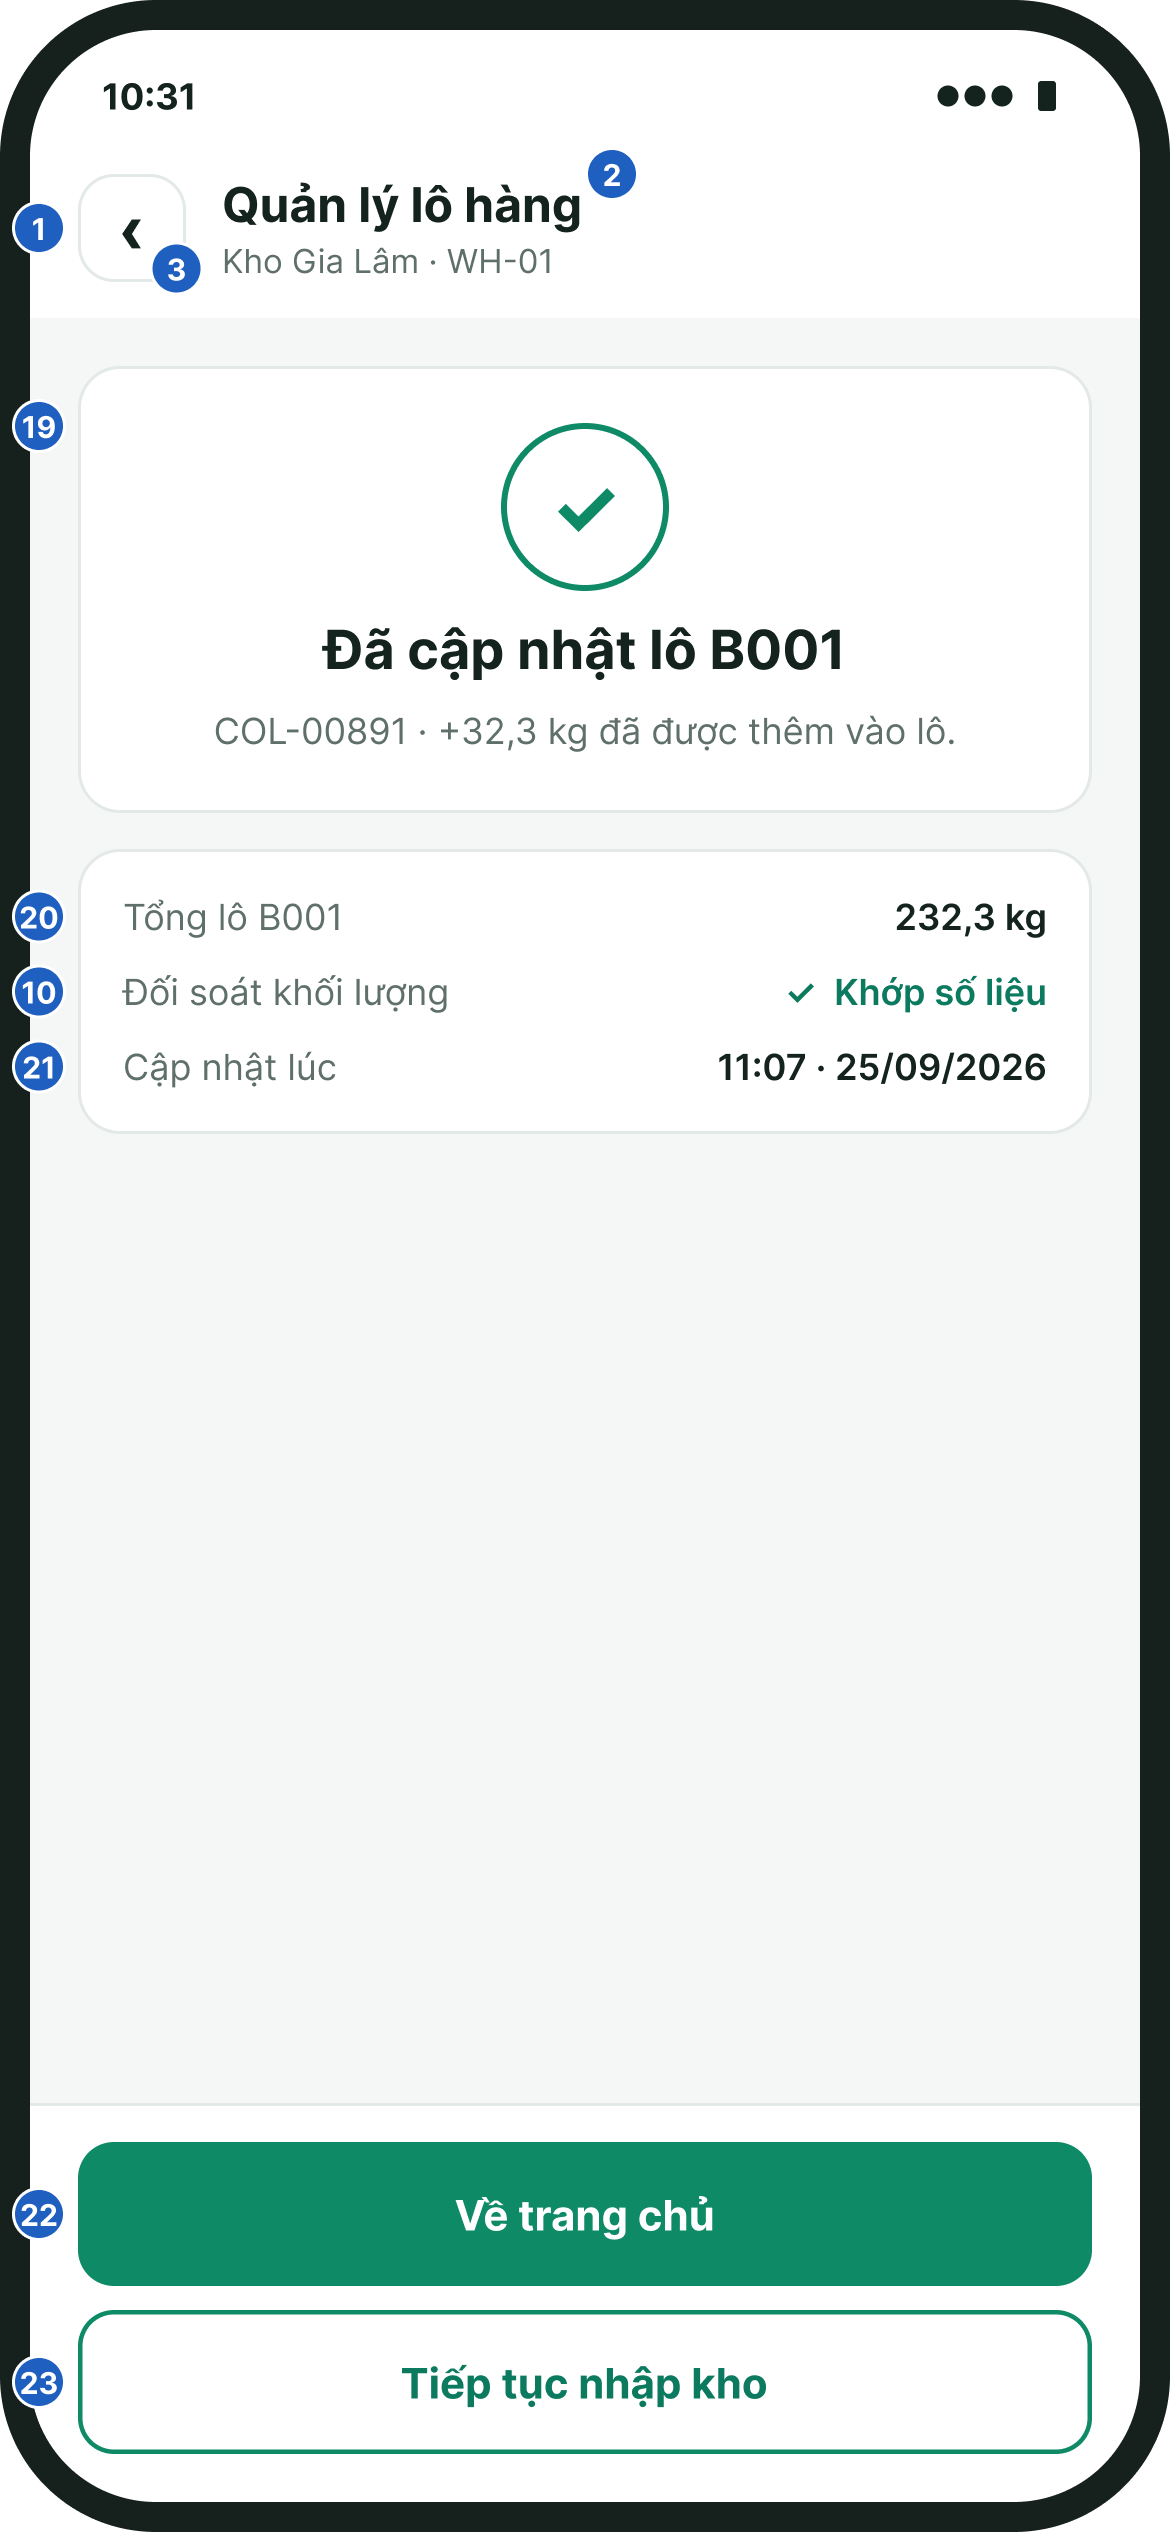 10:31
2
Quản lý lô hàng
1
‹
3
Kho Gia Lâm · WH-01
19
✓
Đã cập nhật lô B001
COL-00891 · +32,3 kg đã được thêm vào lô.
20 Tổng lô B001 232,3 kg
10 Đối soát khối lượng ✓ Khớp số liệu
21 Cập nhật lúc 11:07 · 25/09/2026
22 Về trang chủ
23 Tiếp tục nhập kho